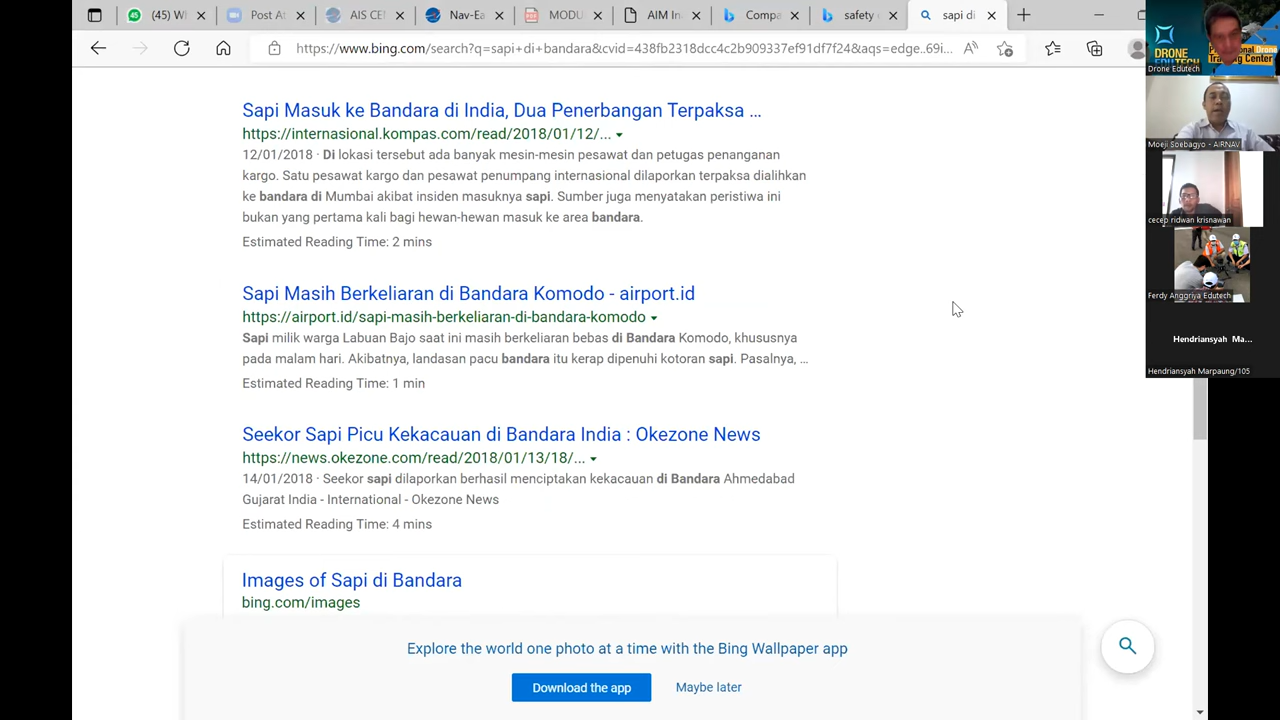 (45) W
Post At
AIS CEN
Nav-Ea
MODU
AIM In
Compa
safety c
sapi di
https://www.bing.com/search?q=sapi+di+bandara&cvid=438fb2318dcc4c2b909337ef91df7f24&aqs=edge..69i...
Sapi Masuk ke Bandara di India, Dua Penerbangan Terpaksa ...
https://internasional.kompas.com/read/2018/01/12/...
12/01/2018 · Di lokasi tersebut ada banyak mesin-mesin pesawat dan petugas penanganan
kargo. Satu pesawat kargo dan pesawat penumpang internasional dilaporkan terpaksa dialihkan
ke bandara di Mumbai akibat insiden masuknya sapi. Sumber juga menyatakan peristiwa ini
bukan yang pertama kali bagi hewan-hewan masuk ke area bandara.
Estimated Reading Time: 2 mins
Sapi Masih Berkeliaran di Bandara Komodo - airport.id
https://airport.id/sapi-masih-berkeliaran-di-bandara-komodo
Sapi milik warga Labuan Bajo saat ini masih berkeliaran bebas di Bandara Komodo, khususnya
pada malam hari. Akibatnya, landasan pacu bandara itu kerap dipenuhi kotoran sapi. Pasalnya, ...
Estimated Reading Time: 1 min
Seekor Sapi Picu Kekacauan di Bandara India : Okezone News
https://news.okezone.com/read/2018/01/13/18/...
14/01/2018 · Seekor sapi dilaporkan berhasil menciptakan kekacauan di Bandara Ahmedabad
Gujarat India - International - Okezone News
Estimated Reading Time: 4 mins
Images of Sapi di Bandara
bing.com/images
Explore the world one photo at a time with the Bing Wallpaper app
Download the app
Maybe later
DRONE
EDUTECH
Drone
Training Center
Drone Edutech
Moeji Soebagyo - AIRNAV
cecep ridwan krisnawan
Ferdy Anggriya Edutech
Hendriansyah Ma...
Hendriansyah Marpaung/105